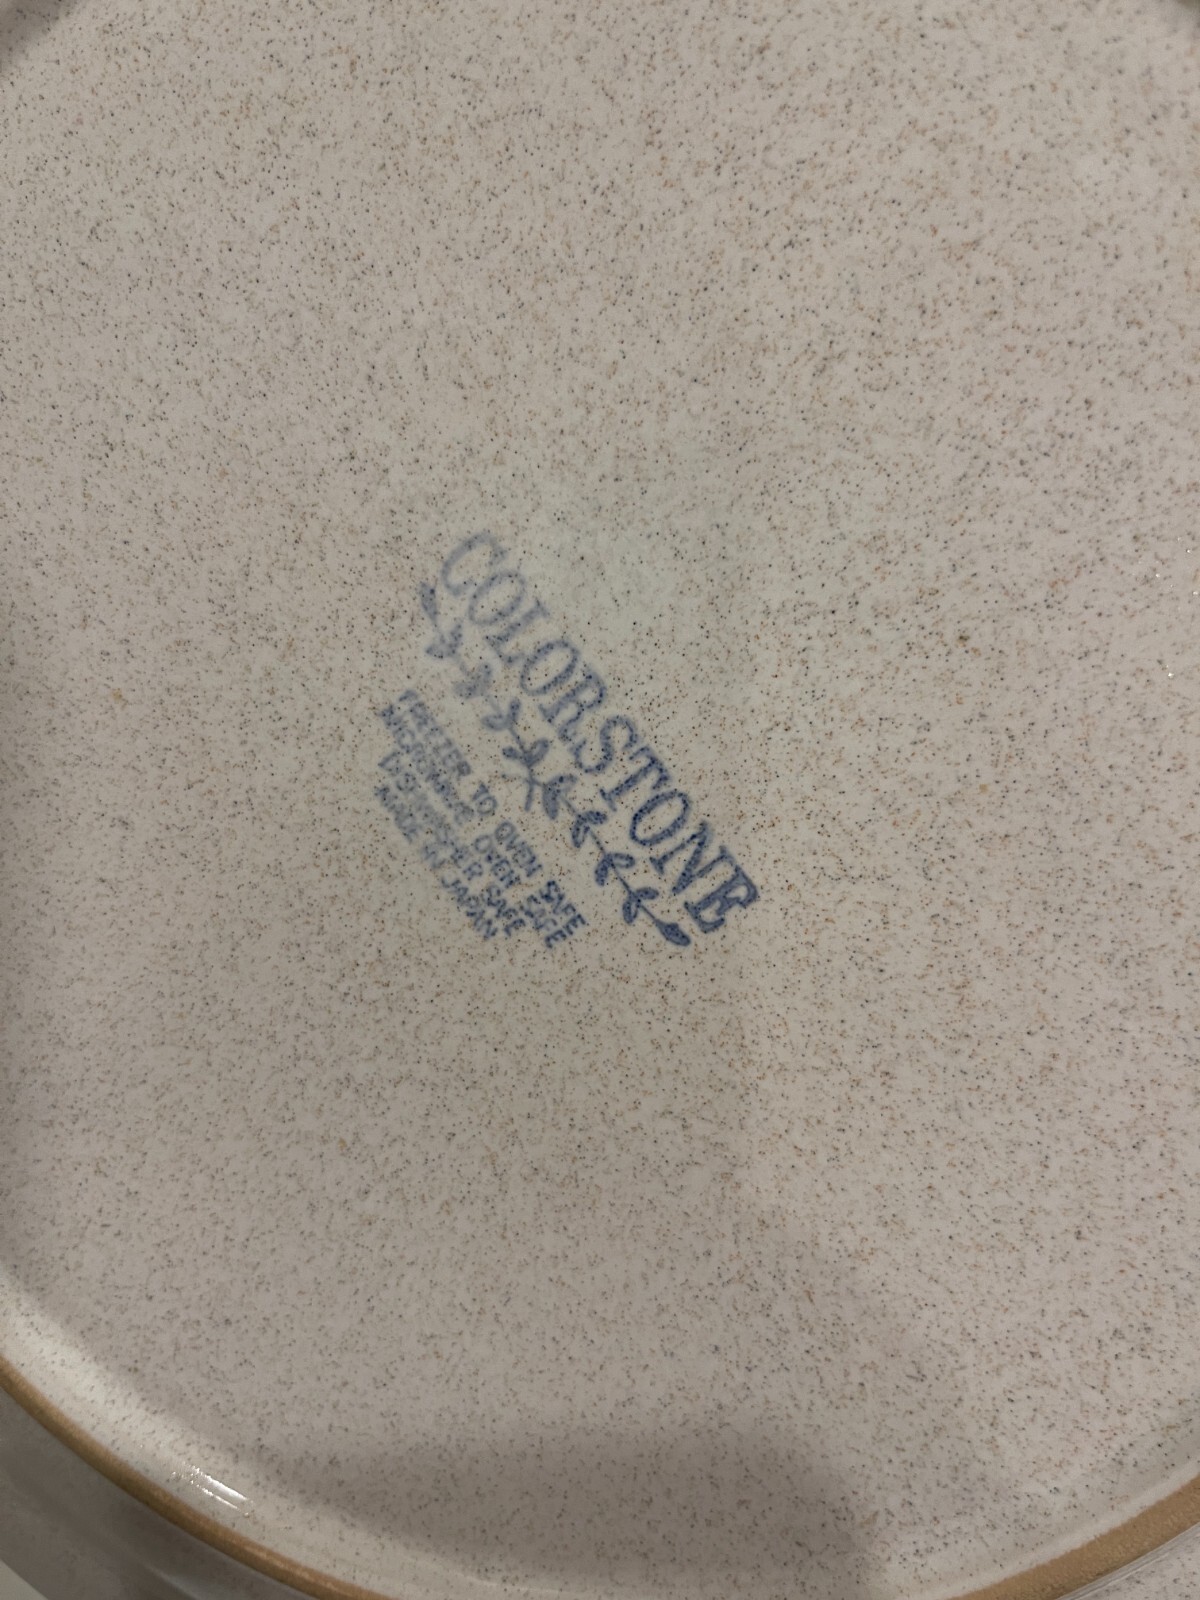 COLORSTONE
FREEZER TO OVEN SAFE
MICROWAVE OVEN SAFE
DISHWASHER SAFE
MADE IN JAPAN